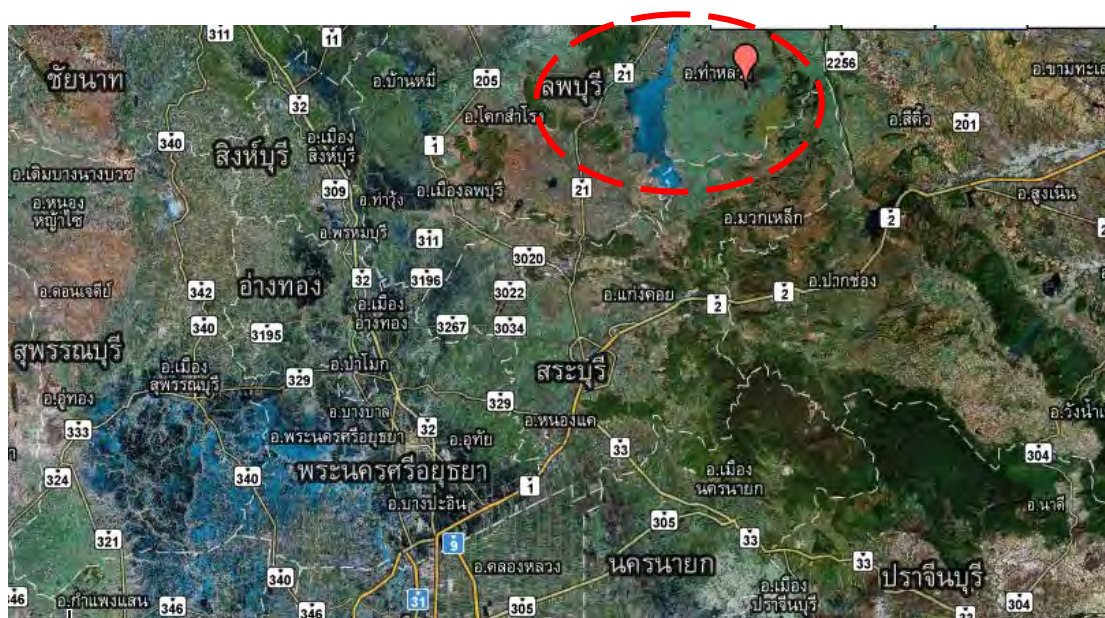 311
11
ชัยนาท
อ.บ้านหมี่
205
ลพบุรี
21
2256
อ.ขามทะเล
32
อ.โคกสำโรง
อ.สีคิ้ว
201
340
สิงห์บุรี
อ.เมือง
สิงห์บุรี
1
อ.เดิมบางนางบวช
309
อ.เมืองลพบุรี
21
อ.สูงเนิน
อ.หนอง
หญ้าไซ
อ.ท่าวุ้ง
อ.มวกเหล็ก
2
2
อ.พรหมบุรี
311
3020
อ.ดอนเจดีย์
342
อ่างทอง
32
3196
3022
อ.แก่งคอย
2
2
อ.ปากช่อง
340
3195
อ.เมือง
อ่างทอง
3267
3034
สุพรรณบุรี
อ.เมือง
สุพรรณบุรี
329
อ.ป่าโมก
สระบุรี
อ.อู่ทอง
329
อ.บางบาล
อ.หนองแค
333
อ.พระนครศรีอยุธยา
32
อ.อุทัย
33
304
324
340
พระนครศรีอยุธยา
1
อ.เมือง
นครนายก
อ.บางปะอิน
อ.นาดี
321
305
33
9
อ.คลองหลวง
นครนายก
33
ปราจีนบุรี
340
อ.เมือง
ปราจีนบุรี
346
อ.กำแพงแสน
346
346
31
305
304
33